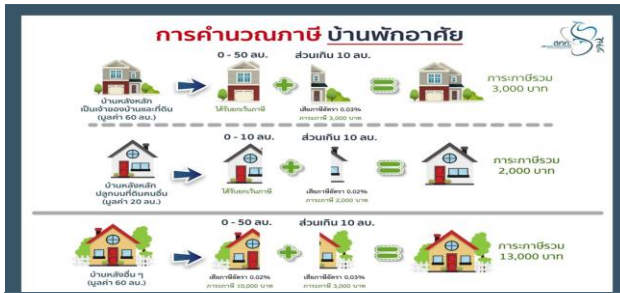 การคำนวณภาษี บ้านพักอาศัย
สศก.
0 - 50 ลบ. ส่วนเกิน 10 ลบ.
บ้านหลังหลัก
เป็นเจ้าของบ้านและที่ดิน
(มูลค่า 60 ลบ.)
ได้รับยกเว้นภาษี
เสียภาษีอัตรา 0.03%
ภาระภาษี 3,000 บาท
ภาระภาษีรวม
3,000 บาท
0 - 10 ลบ. ส่วนเกิน 10 ลบ.
บ้านหลังหลัก
ปลูกบนที่ดินคนอื่น
(มูลค่า 20 ลบ.)
ได้รับยกเว้นภาษี
เสียภาษีอัตรา 0.02%
ภาระภาษี 2,000 บาท
ภาระภาษีรวม
2,000 บาท
0 - 50 ลบ. ส่วนเกิน 10 ลบ.
บ้านหลังอื่น ๆ
(มูลค่า 60 ลบ.)
เสียภาษีอัตรา 0.02%
ภาระภาษี 10,000 บาท
เสียภาษีอัตรา 0.03%
ภาระภาษี 3,000 บาท
ภาระภาษีรวม
13,000 บาท